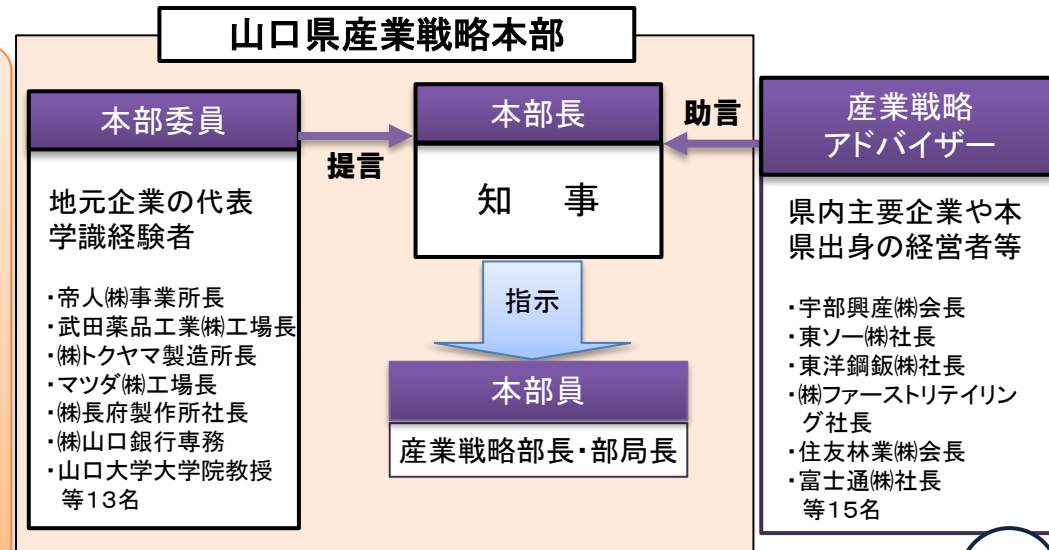 山口県産業戦略本部
本部委員
提言
本部長
助言
産業戦略
アドバイザー
地元企業の代表
学識経験者
・帝人㈱事業所長
・武田薬品工業㈱工場長
・㈱トクヤマ製造所長
・マツダ㈱工場長
・㈱長府製作所社長
・㈱山口銀行専務
・山口大学大学院教授
等13名
知　事
指示
本部員
産業戦略部長・部局長
県内主要企業や本
県出身の経営者等
・宇部興産㈱会長
・東ソー㈱社長
・東洋鋼鈑㈱社長
・㈱ファーストリテイリン
グ社長
・住友林業㈱会長
・富士通㈱社長
等15名